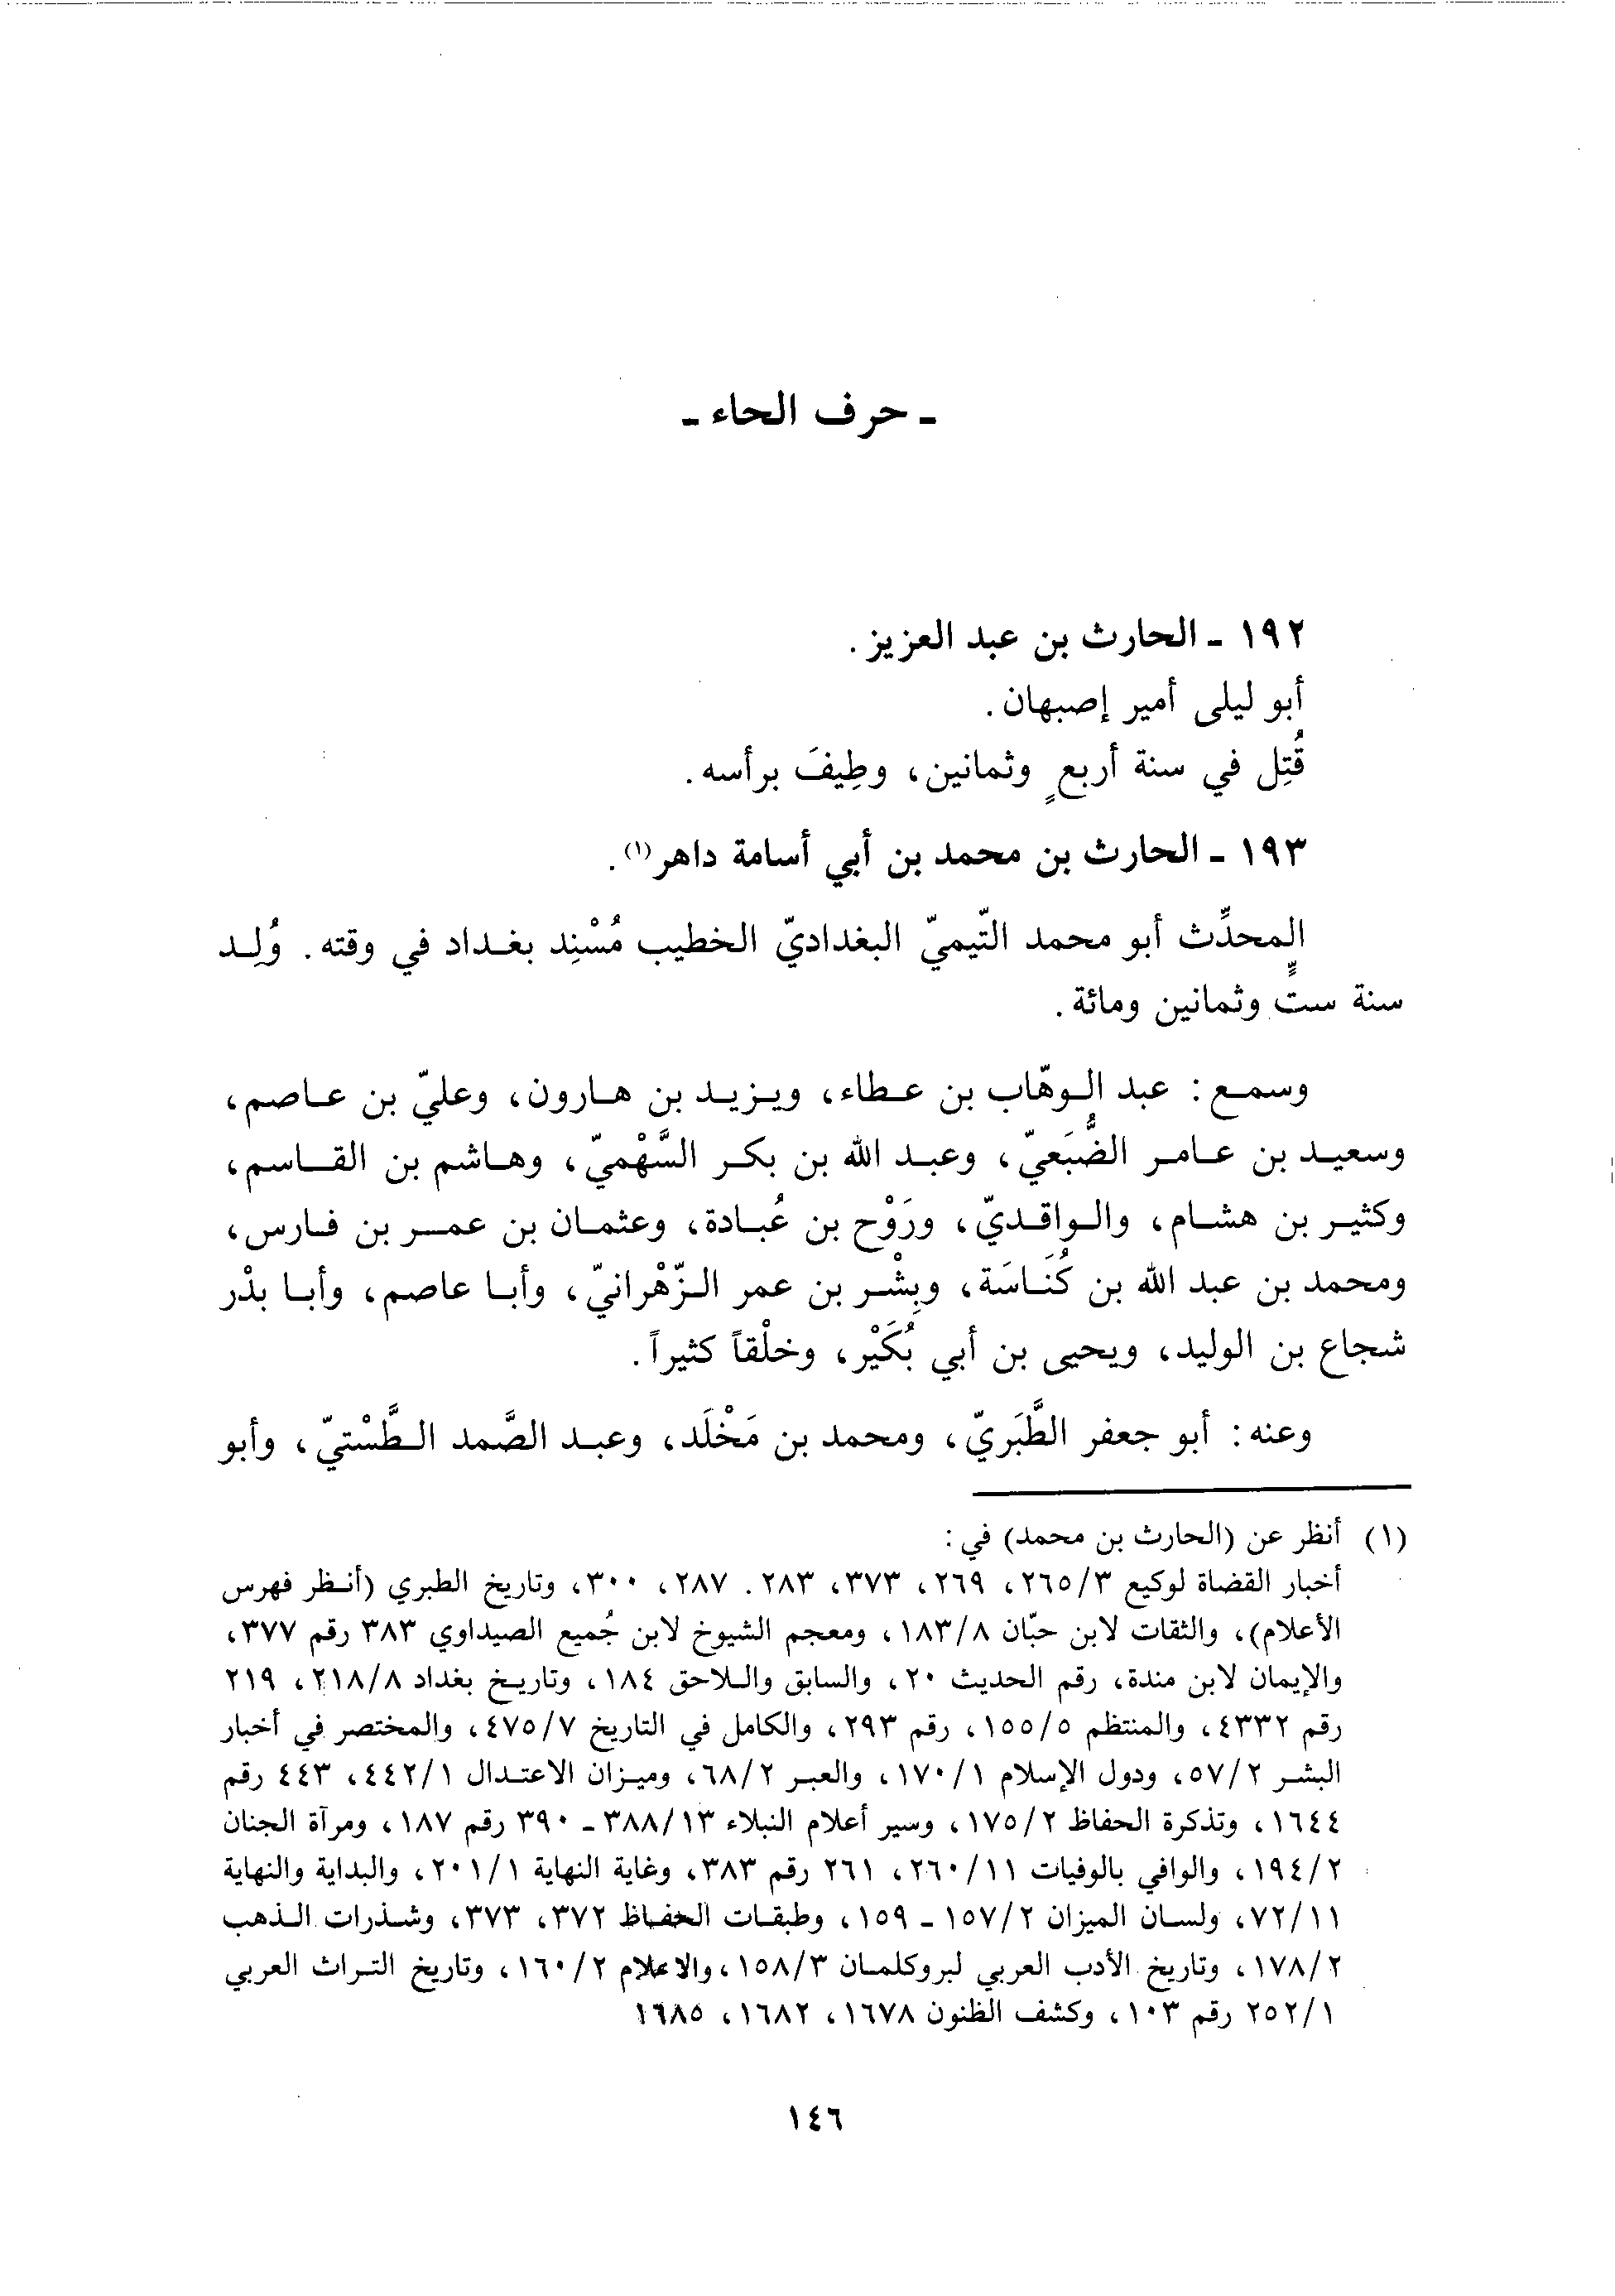 ـ حرف الحاء ـ
١٩٢ ـ الحارث بن عبد العزيز.
أبو ليلى أمير إصبهان.
قُتِل في سنة أربعٍ وثمانين، وطِيفَ برأسه.
١٩٣ ـ الحارث بن محمد بن أبي أسامة داهر(١).
المحدِّث أبو محمد التّيميّ البغداديّ الخطيب مُسْنِد بغداد في وقته. وُلِد
سنة ستٍّ وثمانين ومائة.
وسمع: عبد الوهّاب بن عطاء، ويزيد بن هارون، وعليّ بن عاصم،
وسعيد بن عامر الضُّبَعيّ، وعبد الله بن بكر السَّهْميّ، وهاشم بن القاسم،
وكثير بن هشام، والواقديّ، ورَوْح بن عُبادة، وعثمان بن عمر بن فارس،
ومحمد بن عبد الله بن كُنَاسَة، وبِشْر بن عمر الزّهْرانيّ، وأبا عاصم، وأبا بدْر
شجاع بن الوليد، ويحيى بن أبي بُكَيْر، وخلْقاً كثيراً.
وعنه: أبو جعفر الطَّبَريّ، ومحمد بن مَخْلَد، وعبد الصَّمد الطَّسْتيّ، وأبو
(١) أنظر عن (الحارث بن محمد) في:
أخبار القضاة لوكيع ٢٦٥/٣، ٢٦٩، ٣٧٣، ٢٨٣. ٢٨٧، ٣٠٠، وتاريخ الطبري (أنظر فهرس
الأعلام)، والثقات لابن حبّان ١٨٣/٨، ومعجم الشيوخ لابن جُميع الصيداوي ٣٨٣ رقم ٣٧٧،
والإيمان لابن مندة، رقم الحديث ٢٠، والسابق واللاحق ١٨٤، وتاريخ بغداد ٢١٨/٨، ٢١٩
رقم ٤٣٣٢، والمنتظم ١٥٥/٥، رقم ٢٩٣، والكامل في التاريخ ٤٧٥/٧، والمختصر في أخبار
البشر ٥٧/٢، ودول الإسلام ١٧٠/١، والعبر ٦٨/٢، وميزان الاعتدال ٤٤٢/١، ٤٤٣ رقم
١٦٤٤، وتذكرة الحفاظ ١٧٥/٢، وسير أعلام النبلاء ٣٨٨/١٣ ـ ٣٩٠ رقم ١٨٧، ومرآة الجنان
١٩٤/٢، والوافي بالوفيات ٢٦٠/١١، ٢٦١ رقم ٣٨٣، وغاية النهاية ٢٠١/١، والبداية والنهاية
٧٢/١١، ولسان الميزان ١٥٧/٢ ـ ١٥٩، وطبقات الحفاظ ٣٧٢، ٣٧٣، وشذرات الذهب
١٧٨/٢، وتاريخ الأدب العربي لبروكلمان ١٥٨/٣، والاعلام ١٦٠/٢، وتاريخ التراث العربي
٢٥٢/١ رقم ١٠٣، وكشف الظنون ١٦٧٨، ١٦٨٢، ١٦٨٥
١٤٦